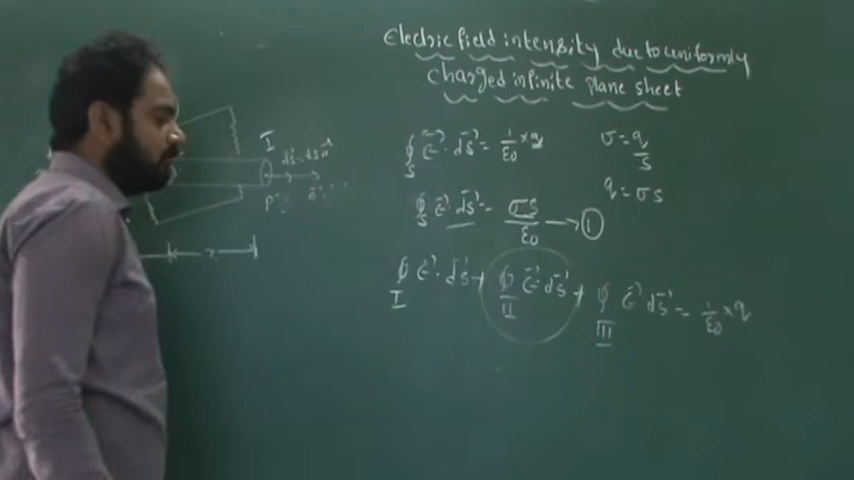 Electric field intensity due to uniformly
charged infinite plane sheet
∮S E⃗ · dS⃗ = 1/ε0 × q
σ = q/S
q = σS
∮S E⃗ · dS⃗ = σS/ε0 → ①
∮I E⃗ · dS⃗ + ∮II E⃗ · dS⃗ + ∮III E⃗ · dS⃗ = 1/ε0 × q
I
P